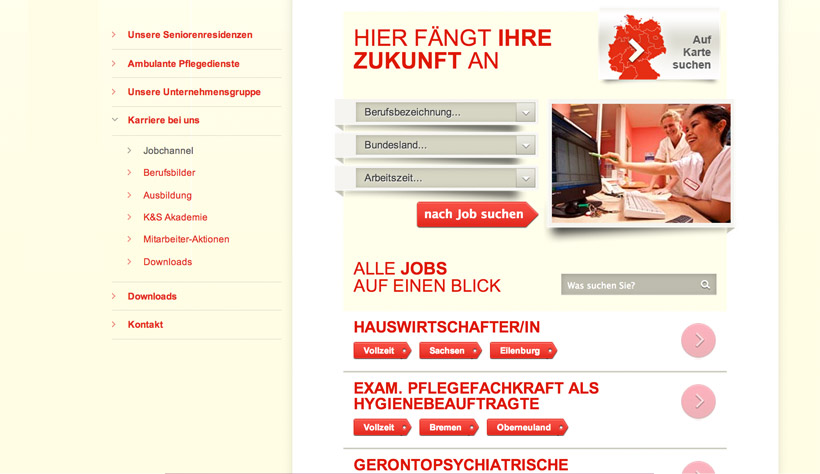 Unsere Seniorenresidenzen
Ambulante Pflegedienste
Unsere Unternehmensgruppe
Karriere bei uns
Jobchannel
Berufsbilder
Ausbildung
K&S Akademie
Mitarbeiter-Aktionen
Downloads
Downloads
Kontakt
HIER FÄNGT IHRE
ZUKUNFT AN
Auf
Karte
suchen
Berufsbezeichnung...
Bundesland...
Arbeitszeit...
nach Job suchen
ALLE JOBS
AUF EINEN BLICK
Was suchen Sie?
HAUSWIRTSCHAFTER/IN
Vollzeit Sachsen Eilenburg
EXAM. PFLEGEFACHKRAFT ALS
HYGIENEBEAUFTRAGTE
Vollzeit Bremen Oberneuland
GERONTOPSYCHIATRISCHE